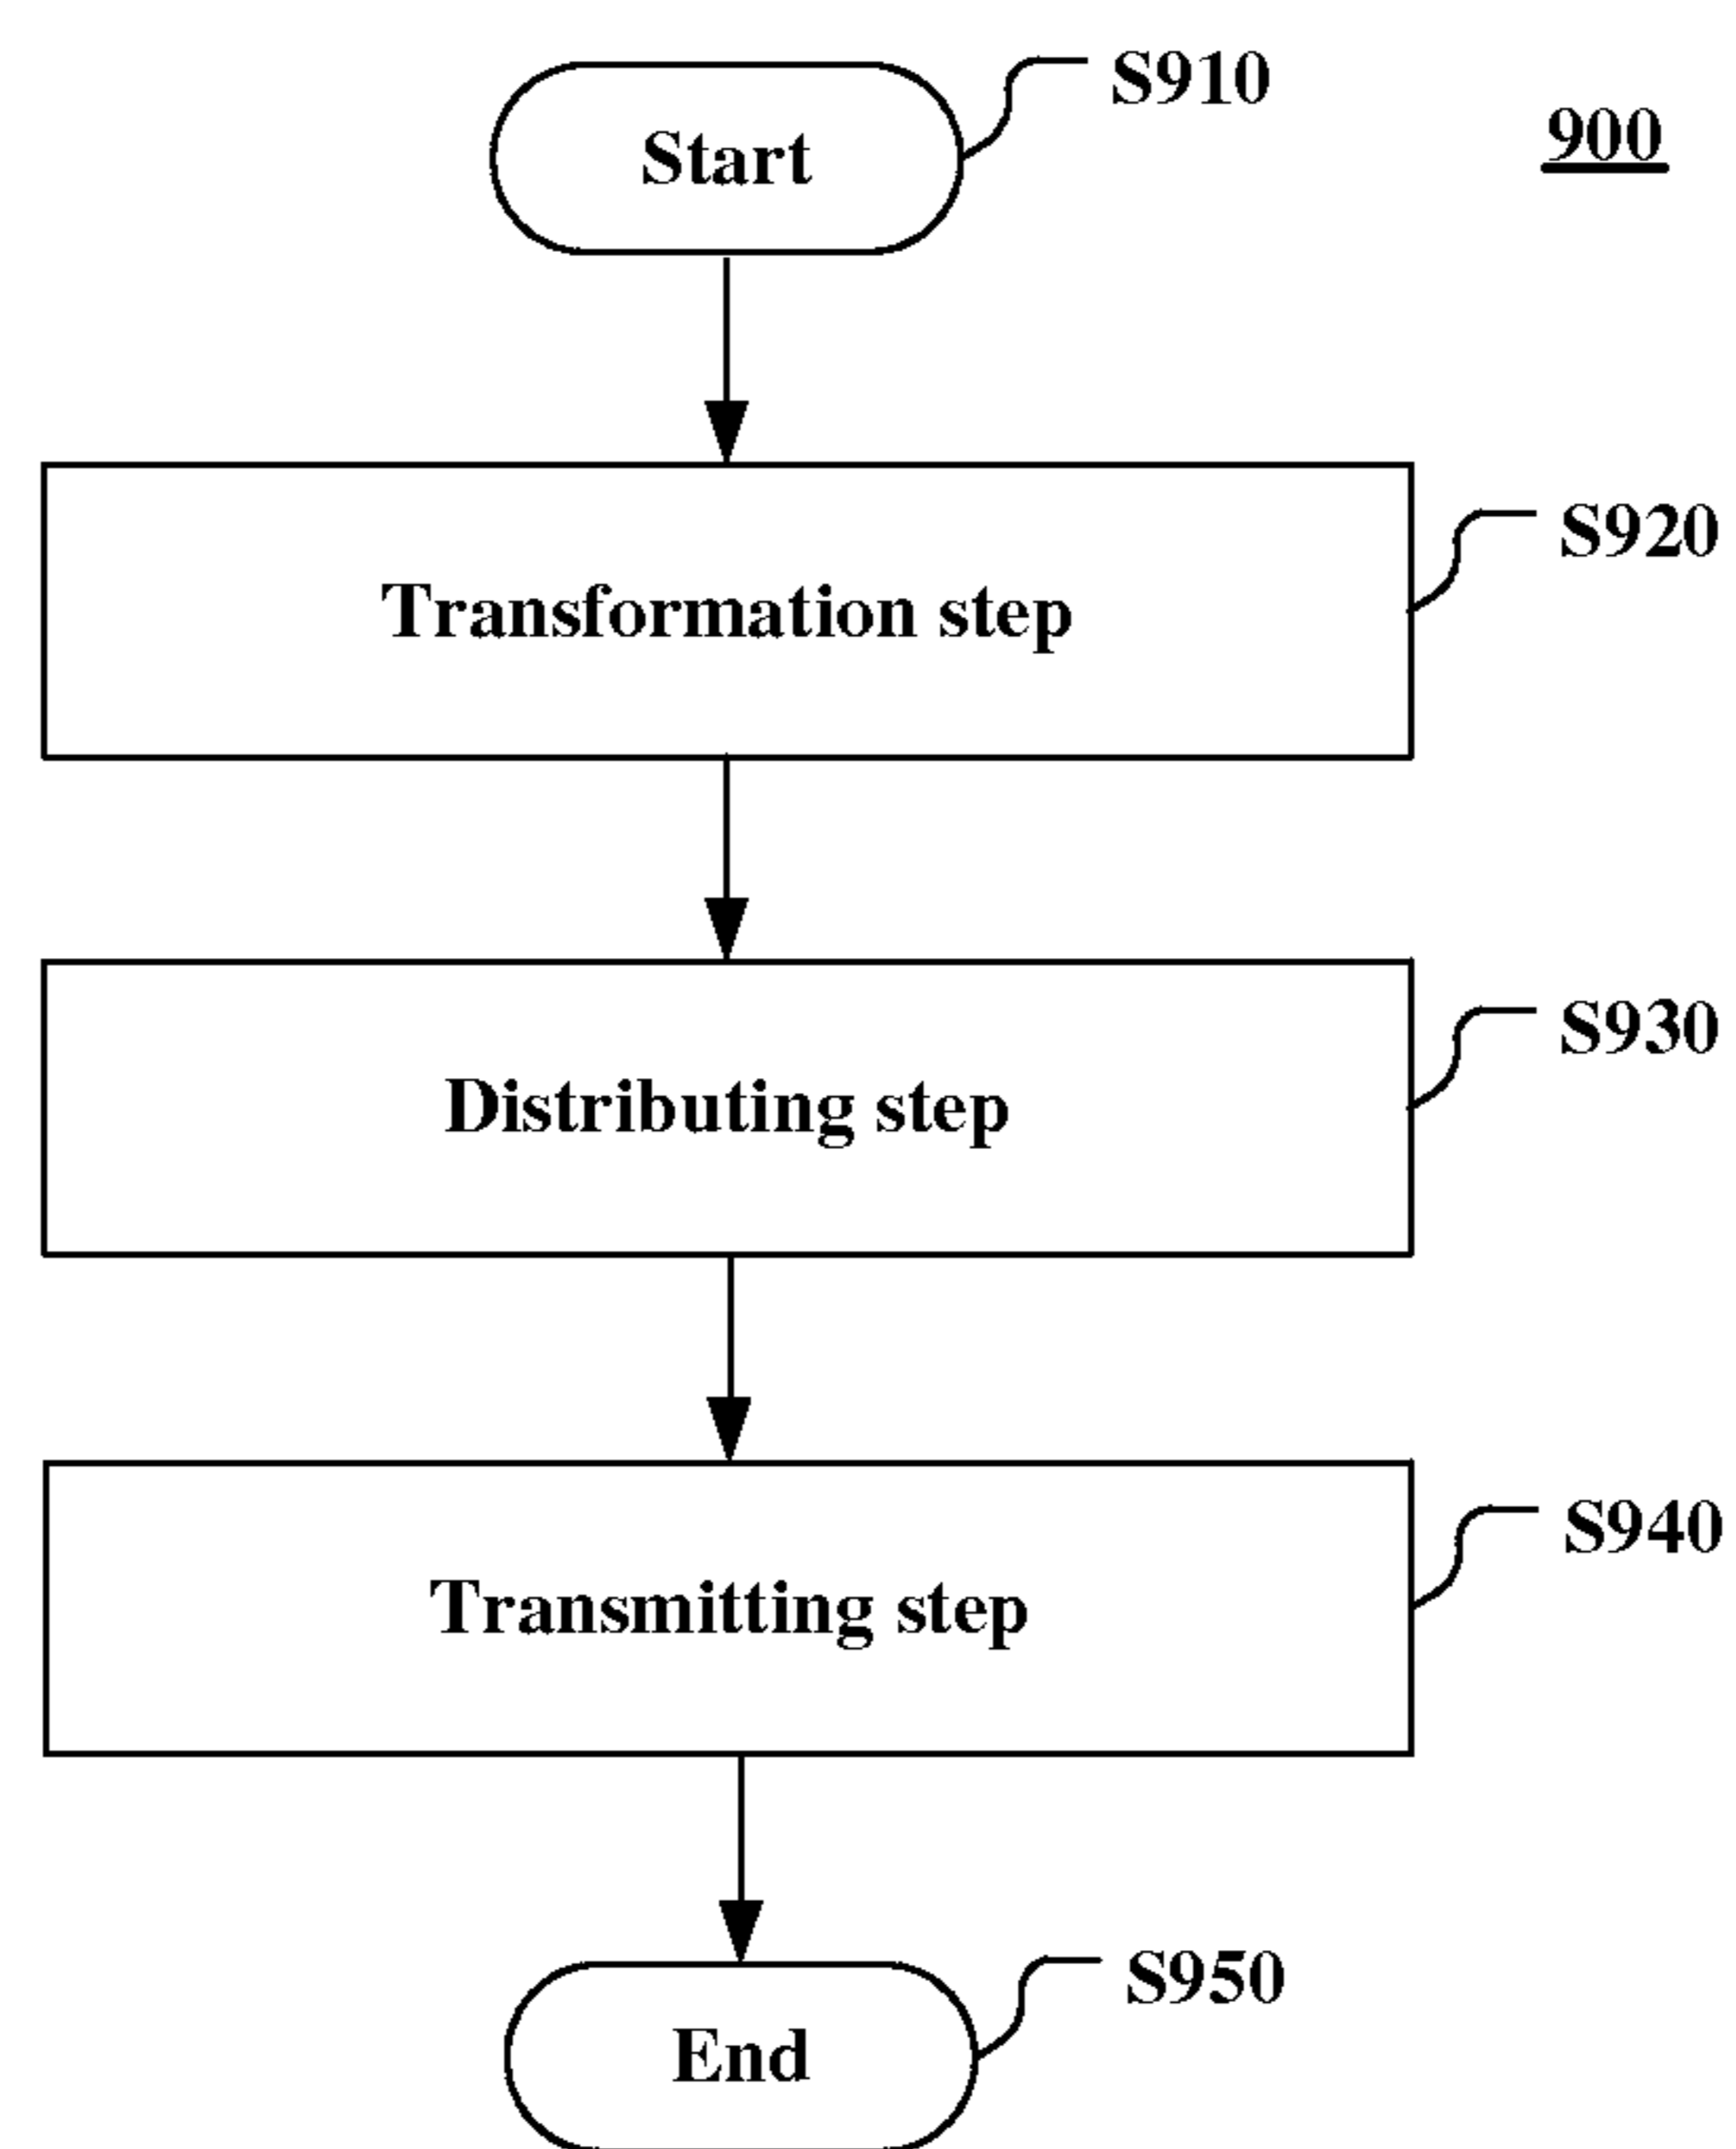 S910
900
Start
S920
Transformation step
S930
Distributing step
S940
Transmitting step
S950
End